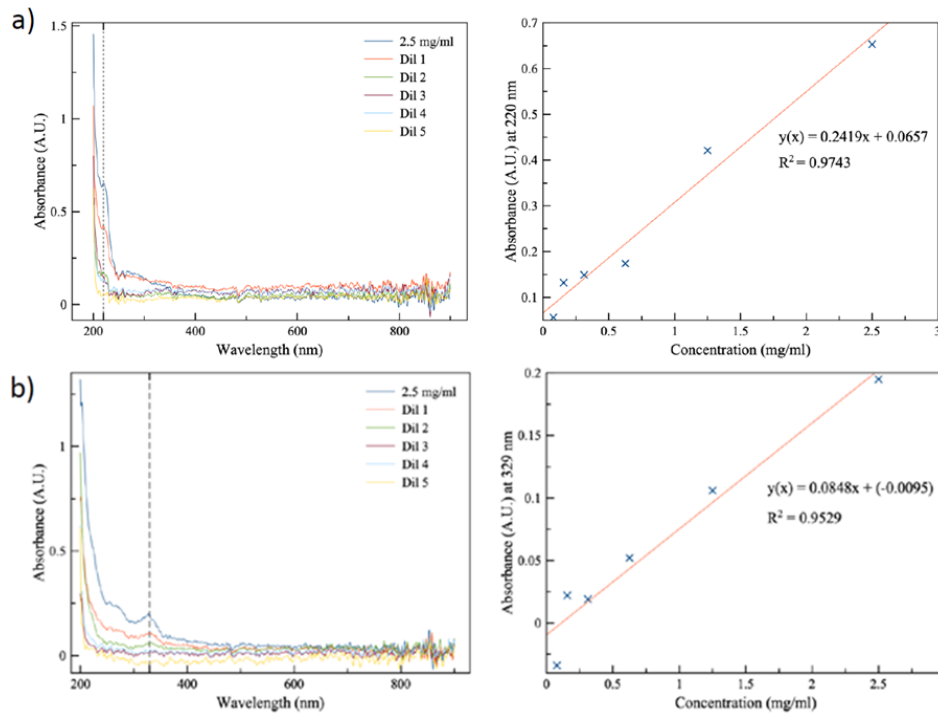 a)
1.5
1
0.5
0
Absorbance (A.U.)
2.5 mg/ml
Dil 1
Dil 2
Dil 3
Dil 4
Dil 5
200 400 600 800
Wavelength (nm)
0.7
0.6
0.5
0.4
0.3
0.2
0.1
Absorbance (A.U.) at 220 nm
y(x) = 0.2419x + 0.0657
R² = 0.9743
0 0.5 1 1.5 2 2.5 3
Concentration (mg/ml)
b)
1
0.5
0
Absorbance (A.U.)
2.5 mg/ml
Dil 1
Dil 2
Dil 3
Dil 4
Dil 5
200 400 600 800
Wavelength (nm)
0.2
0.15
0.1
0.05
0
Absorbance (A.U.) at 329 nm
y(x) = 0.0848x + (-0.0095)
R² = 0.9529
0 0.5 1 1.5 2 2.5
Concentration (mg/ml)